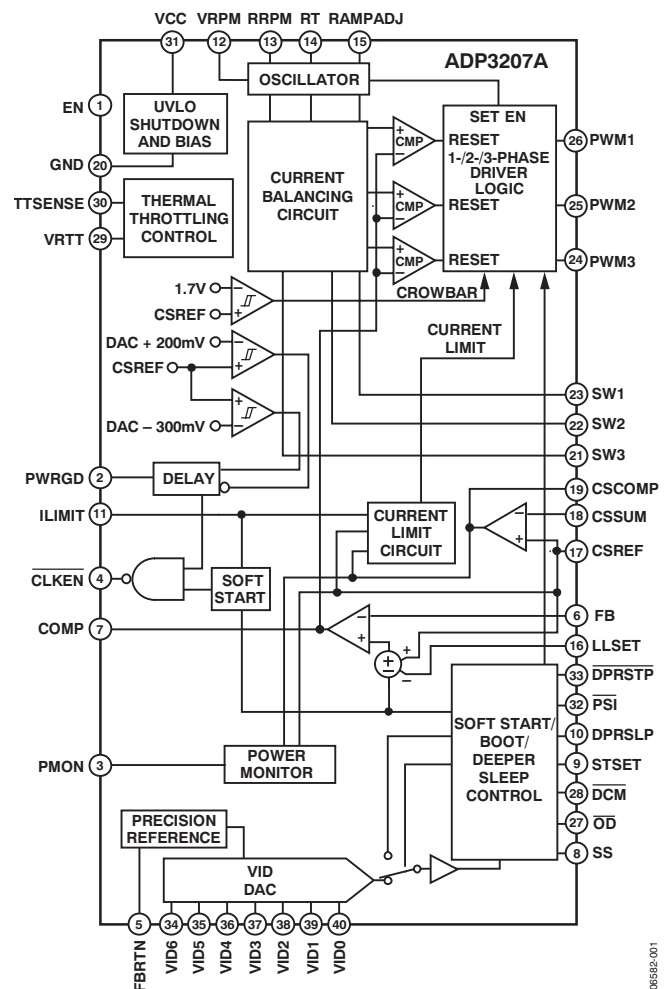 VCC VRPM RRPM RT RAMPADJ
31 12 13 14 15
ADP3207A
OSCILLATOR
EN 1
UVLO
SHUTDOWN
AND BIAS
GND 20
TTSENSE 30
VRTT 29
THERMAL
THROTTLING
CONTROL
CURRENT
BALANCING
CIRCUIT
+
CMP
–
+
CMP
–
+
CMP
–
SET EN
RESET
1-/2-/3-PHASE
DRIVER
LOGIC
RESET
RESET
26 PWM1
25 PWM2
24 PWM3
1.7V –
CSREF +
CROWBAR
CURRENT
LIMIT
DAC + 200mV –
CSREF +
+
DAC – 300mV –
23 SW1
22 SW2
21 SW3
PWRGD 2
DELAY
ILIMIT 11
CURRENT
LIMIT
CIRCUIT
19 CSCOMP
– 18 CSSUM
+ 17 CSREF
CLKEN 4
SOFT
START
COMP 7
–
+
+
–
+
–
6 FB
16 LLSET
33 DPRSTP
32 PSI
10 DPRSLP
9 STSET
28 DCM
27 OD
8 SS
SOFT START/
BOOT/
DEEPER
SLEEP
CONTROL
PMON 3
POWER
MONITOR
PRECISION
REFERENCE
VID
DAC
5 34 35 36 37 38 39 40
FBRTN
VID6
VID5
VID4
VID3
VID2
VID1
VID0
06582-001